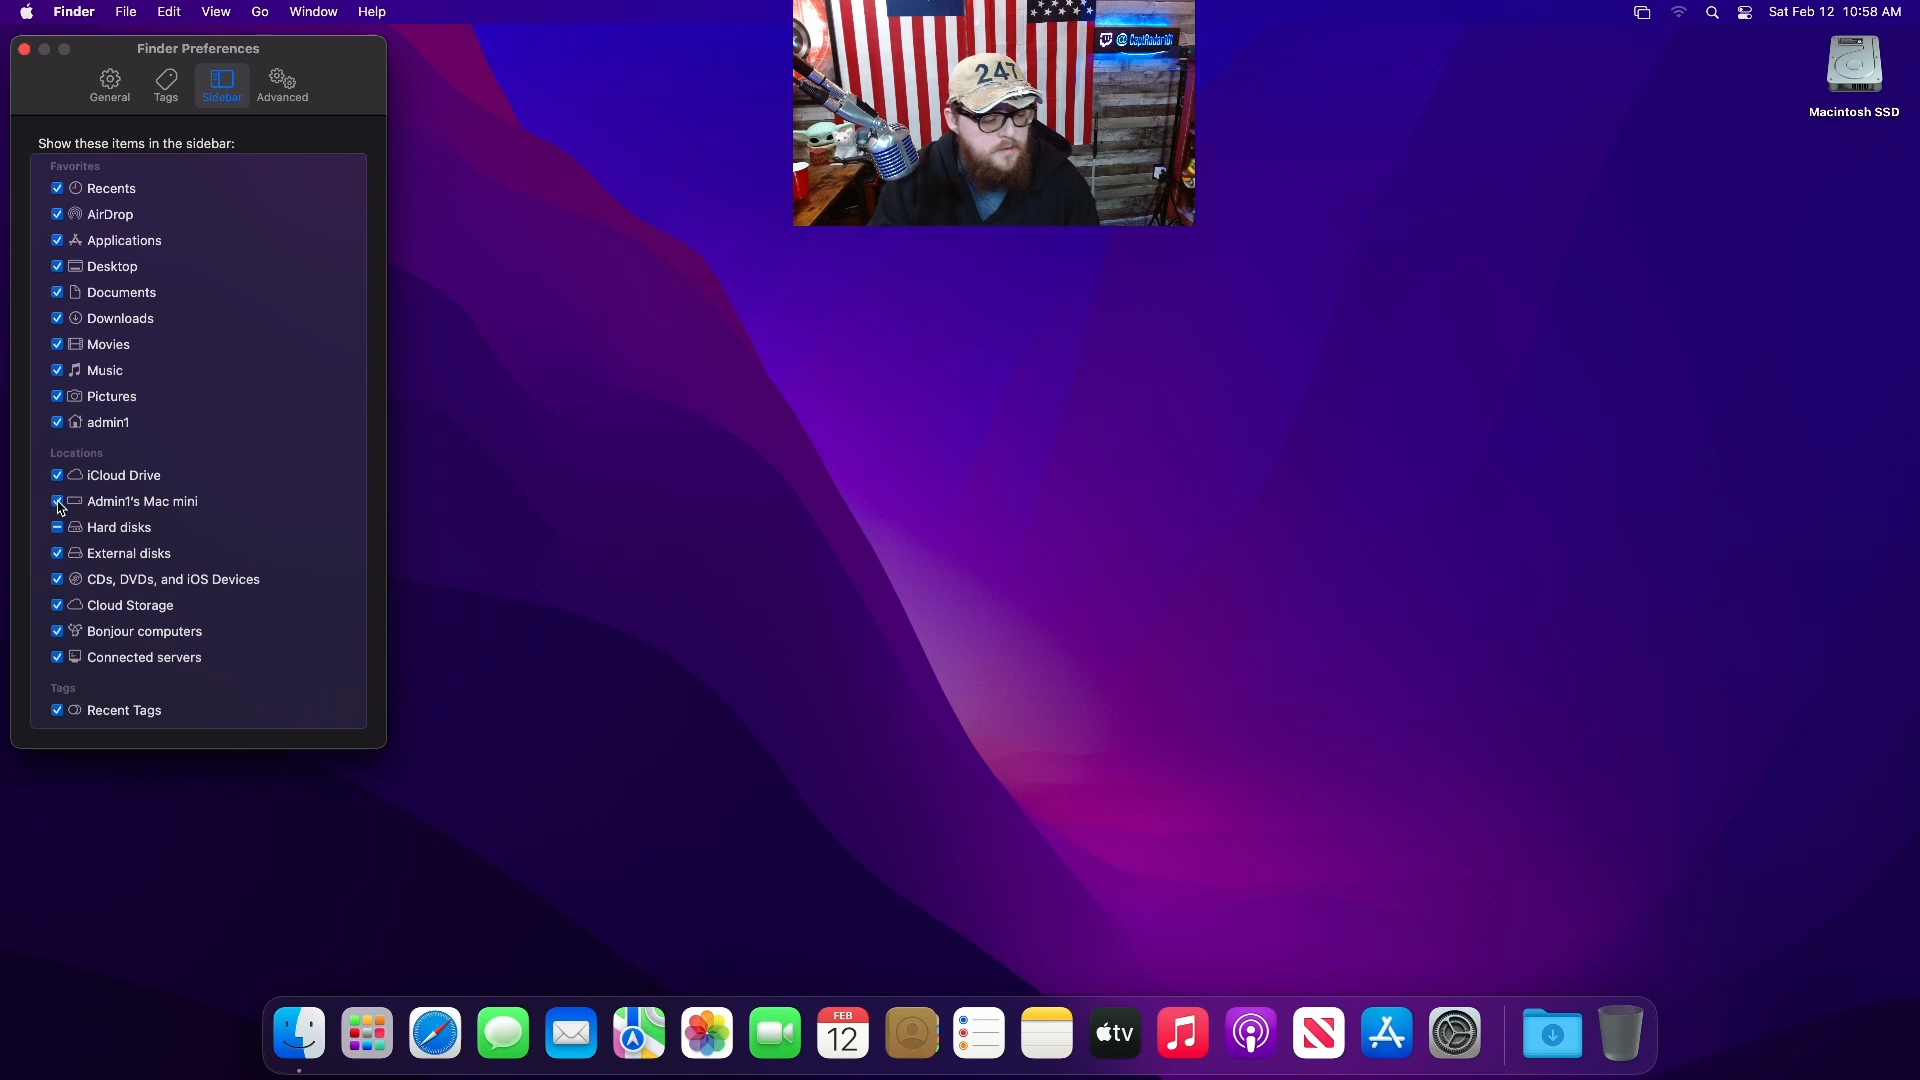 Finder File Edit View Go Window Help
Sat Feb 12 10:58 AM
Finder Preferences
General Tags Sidebar Advanced
Show these items in the sidebar:
Favorites
Recents
AirDrop
Applications
Desktop
Documents
Downloads
Movies
Music
Pictures
admin1
Locations
iCloud Drive
Admin1's Mac mini
Hard disks
External disks
CDs, DVDs, and iOS Devices
Cloud Storage
Bonjour computers
Connected servers
Tags
Recent Tags
247
@CaptRadar101
Macintosh SSD
FEB
12
tv